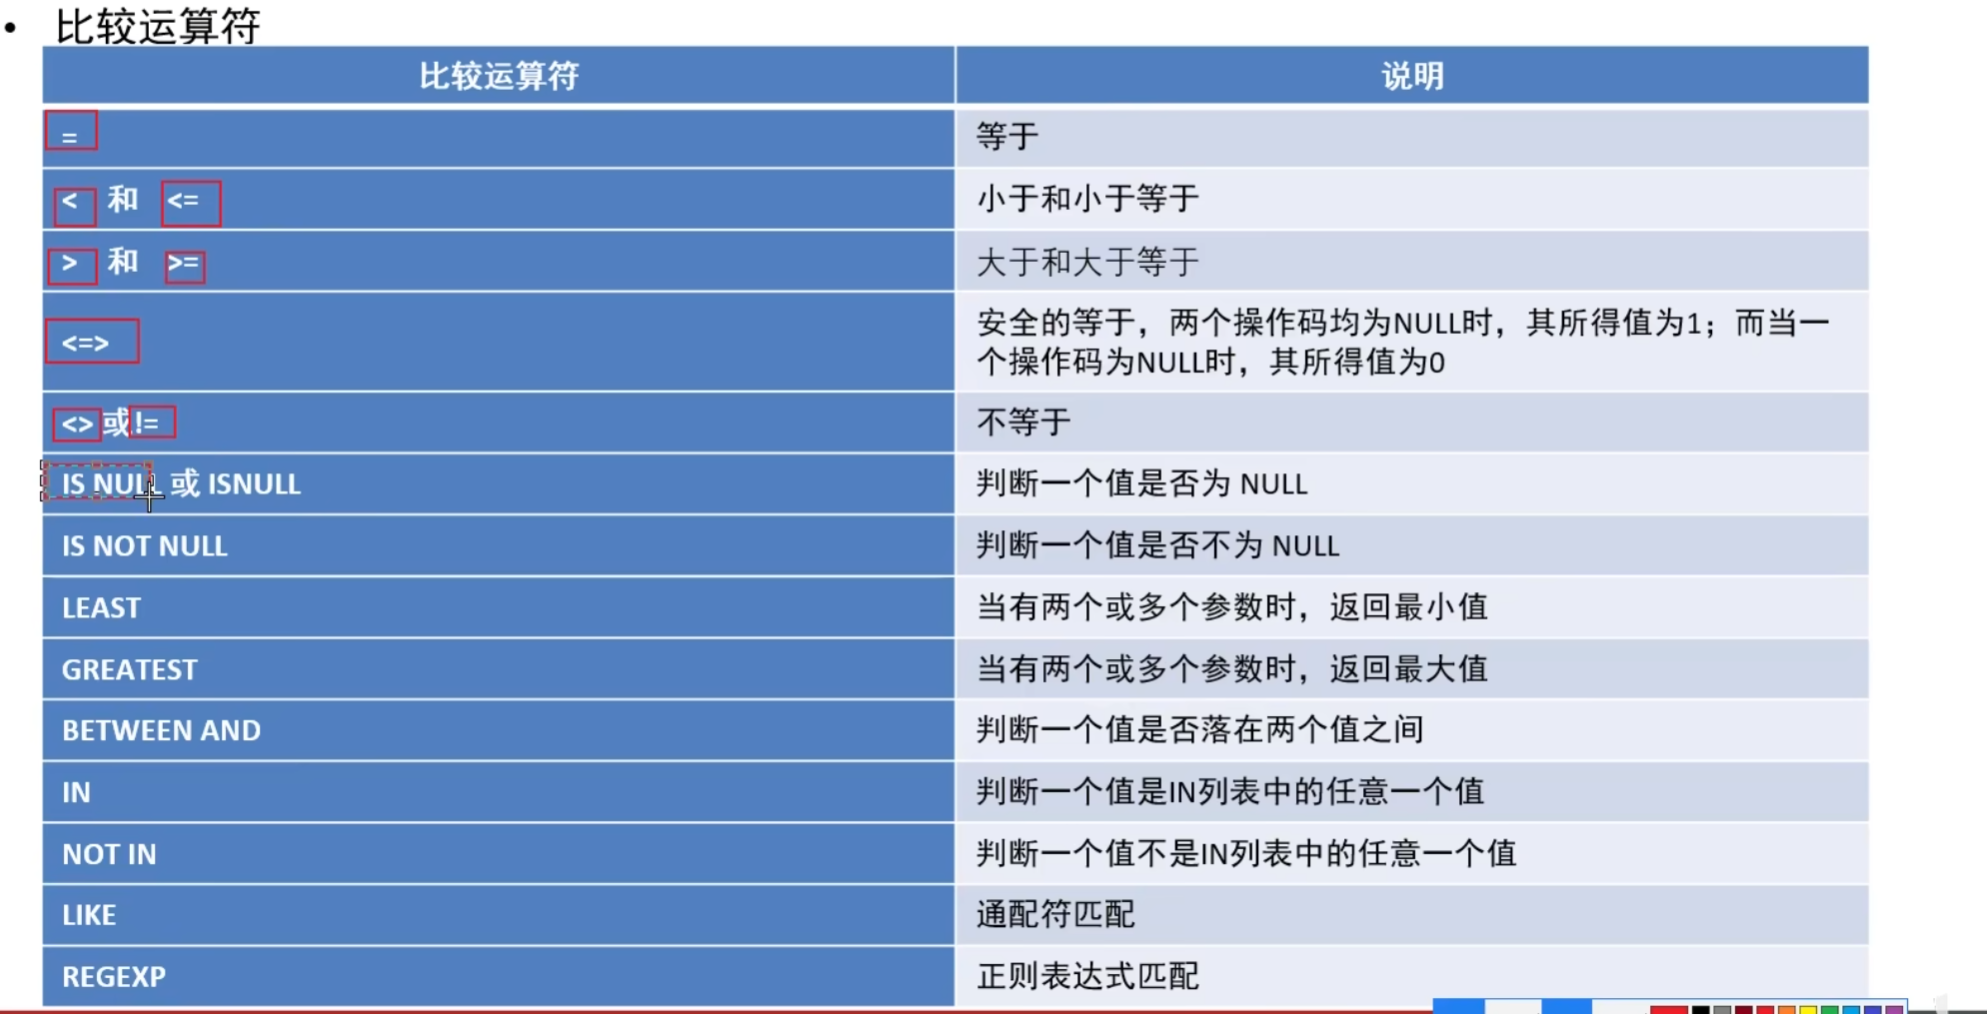 • 比较运算符
比较运算符 说明
= 等于
< 和 <= 小于和小于等于
> 和 >= 大于和大于等于
<=> 安全的等于，两个操作码均为NULL时，其所得值为1；而当一
个操作码为NULL时，其所得值为0
<> 或!= 不等于
IS NULL 或 ISNULL 判断一个值是否为 NULL
IS NOT NULL 判断一个值是否不为 NULL
LEAST 当有两个或多个参数时，返回最小值
GREATEST 当有两个或多个参数时，返回最大值
BETWEEN AND 判断一个值是否落在两个值之间
IN 判断一个值是IN列表中的任意一个值
NOT IN 判断一个值不是IN列表中的任意一个值
LIKE 通配符匹配
REGEXP 正则表达式匹配